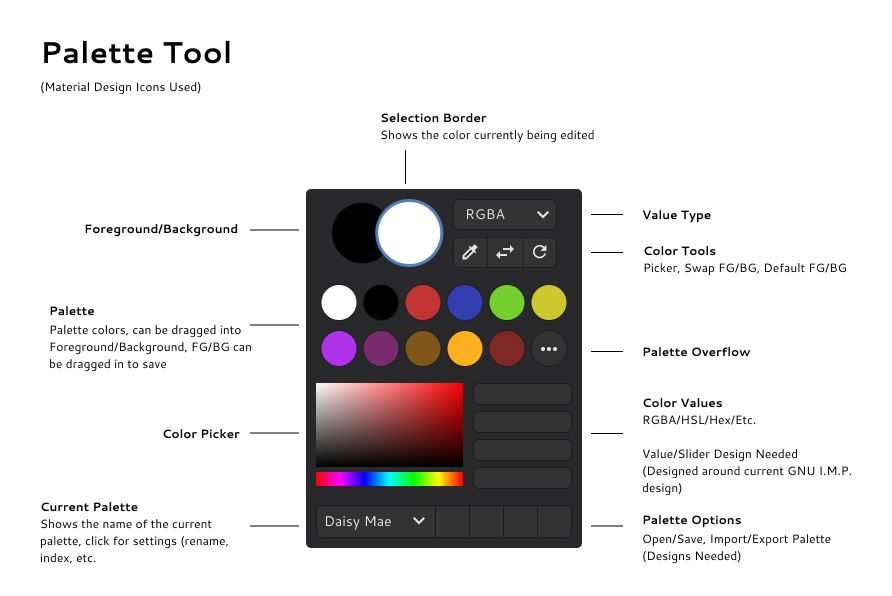 Palette Tool
(Material Design Icons Used)
Selection Border
Shows the color currently being edited
RGBA
Foreground/Background
Value Type
Color Tools
Picker, Swap FG/BG, Default FG/BG
Palette
Palette colors, can be dragged into
Foreground/Background, FG/BG can
be dragged in to save
Palette Overflow
Color Picker
Color Values
RGBA/HSL/Hex/Etc.
Value/Slider Design Needed
(Designed around current GNU I.M.P.
design)
Current Palette
Shows the name of the current
palette, click for settings (rename,
index, etc.
Daisy Mae
Palette Options
Open/Save, Import/Export Palette
(Designs Needed)